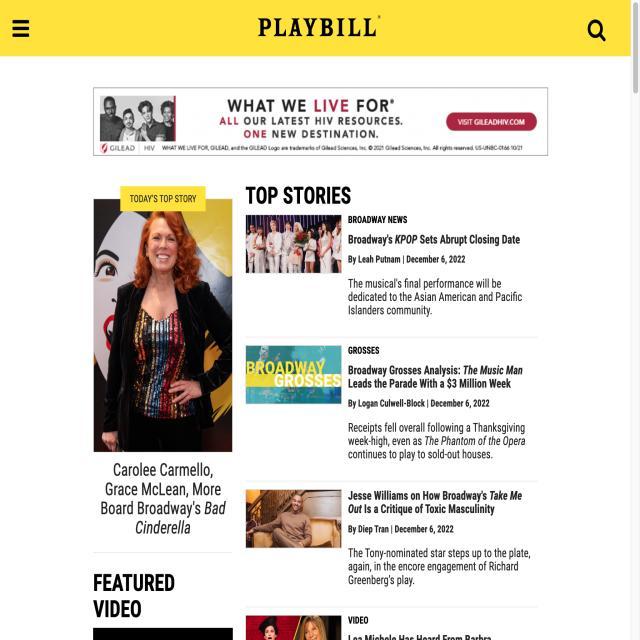 PLAYBILL
WHAT WE LIVE FOR®
ALL OUR LATEST HIV RESOURCES.
ONE NEW DESTINATION.
VISIT GILEADHIV.COM
GILEAD | HIV
WHAT WE LIVE FOR, GILEAD, and the GILEAD Logo are trademarks of Gilead Sciences, Inc. © 2021 Gilead Sciences, Inc. All rights reserved. US-UNBC-0166 10/21
TODAY'S TOP STORY
Carolee Carmello,
Grace McLean, More
Board Broadway's Bad
Cinderella
FEATURED
VIDEO
TOP STORIES
BROADWAY NEWS
Broadway's KPOP Sets Abrupt Closing Date
By Leah Putnam | December 6, 2022
The musical's final performance will be
dedicated to the Asian American and Pacific
Islanders community.
BROADWAY
GROSSES
GROSSES
Broadway Grosses Analysis: The Music Man
Leads the Parade With a $3 Million Week
By Logan Culwell-Block | December 6, 2022
Receipts fell overall following a Thanksgiving
week-high, even as The Phantom of the Opera
continues to play to sold-out houses.
Jesse Williams on How Broadway's Take Me
Out Is a Critique of Toxic Masculinity
By Diep Tran | December 6, 2022
The Tony-nominated star steps up to the plate,
again, in the encore engagement of Richard
Greenberg's play.
VIDEO
Lea Michele Has Heard From Barbra